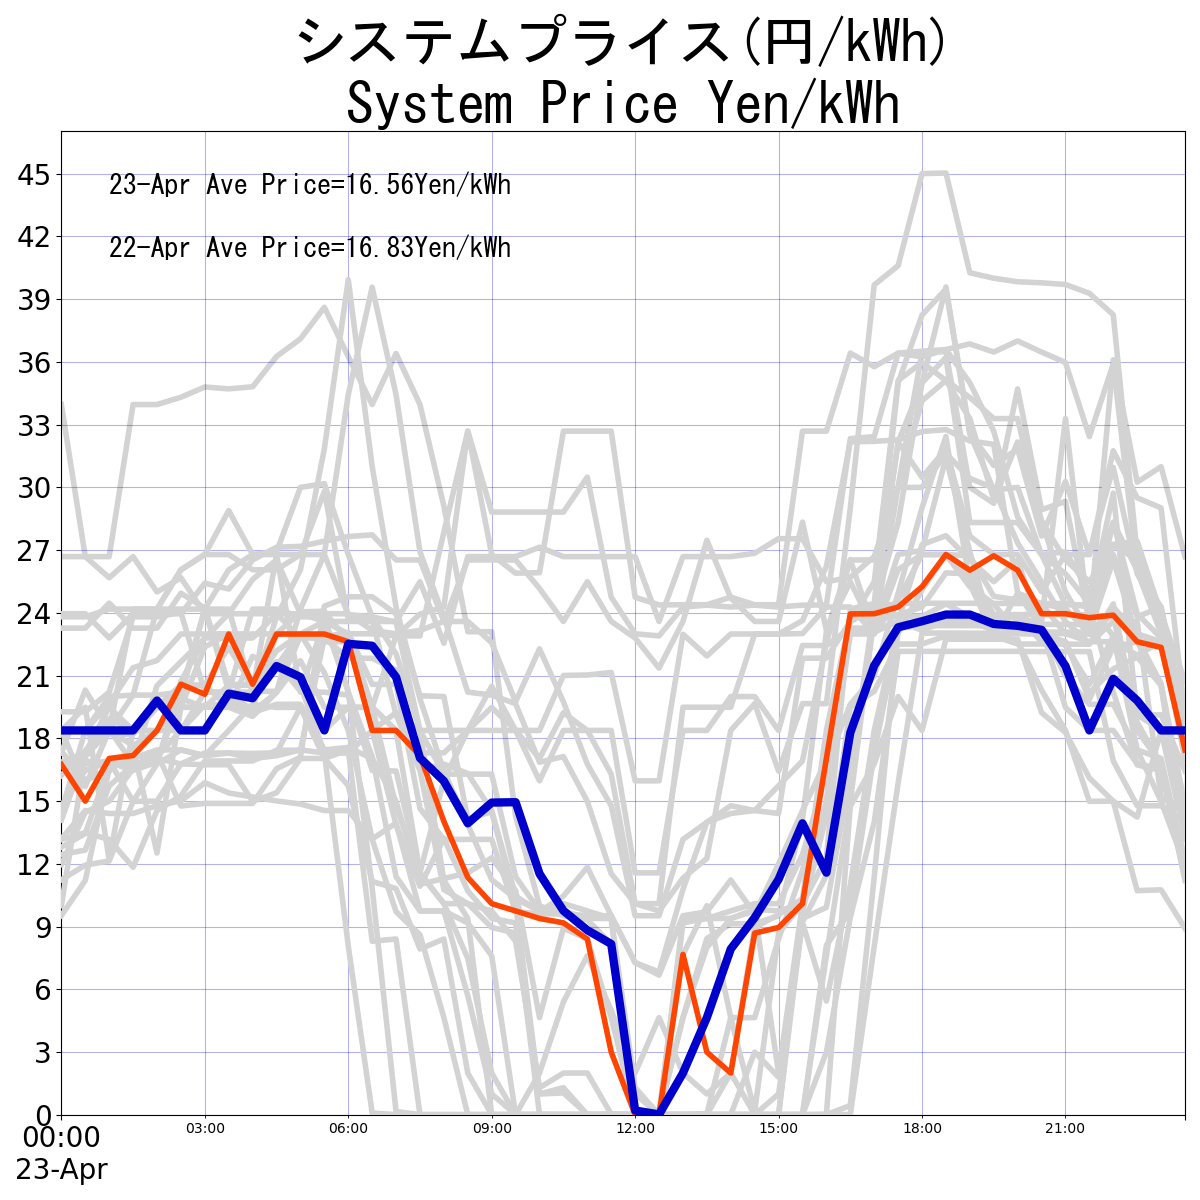 システムプライス(円/kWh)
System Price Yen/kWh
23-Apr Ave Price=16.56Yen/kWh
22-Apr Ave Price=16.83Yen/kWh
45
42
39
36
33
30
27
24
21
18
15
12
9
6
3
0
00:00 03:00 06:00 09:00 12:00 15:00 18:00 21:00
23-Apr